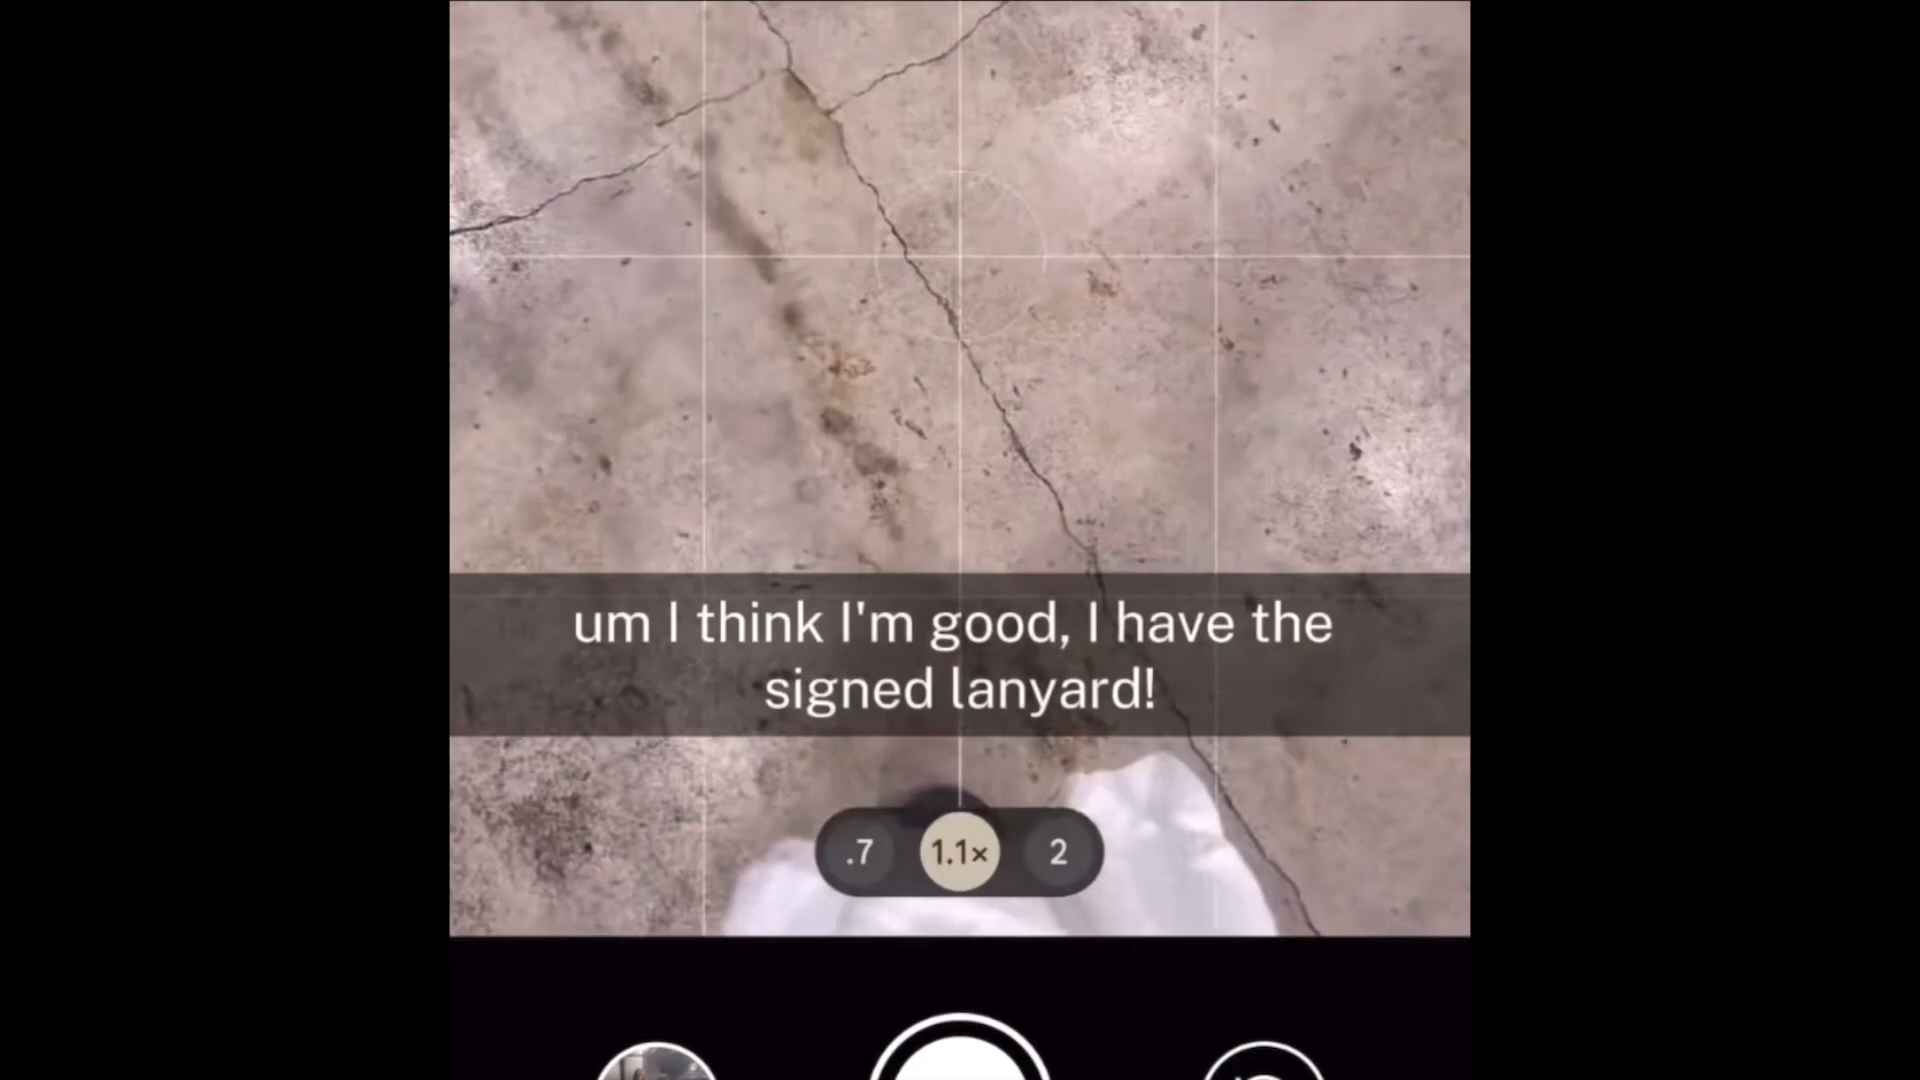 um I think I'm good, I have the
signed lanyard!
.7 1.1× 2